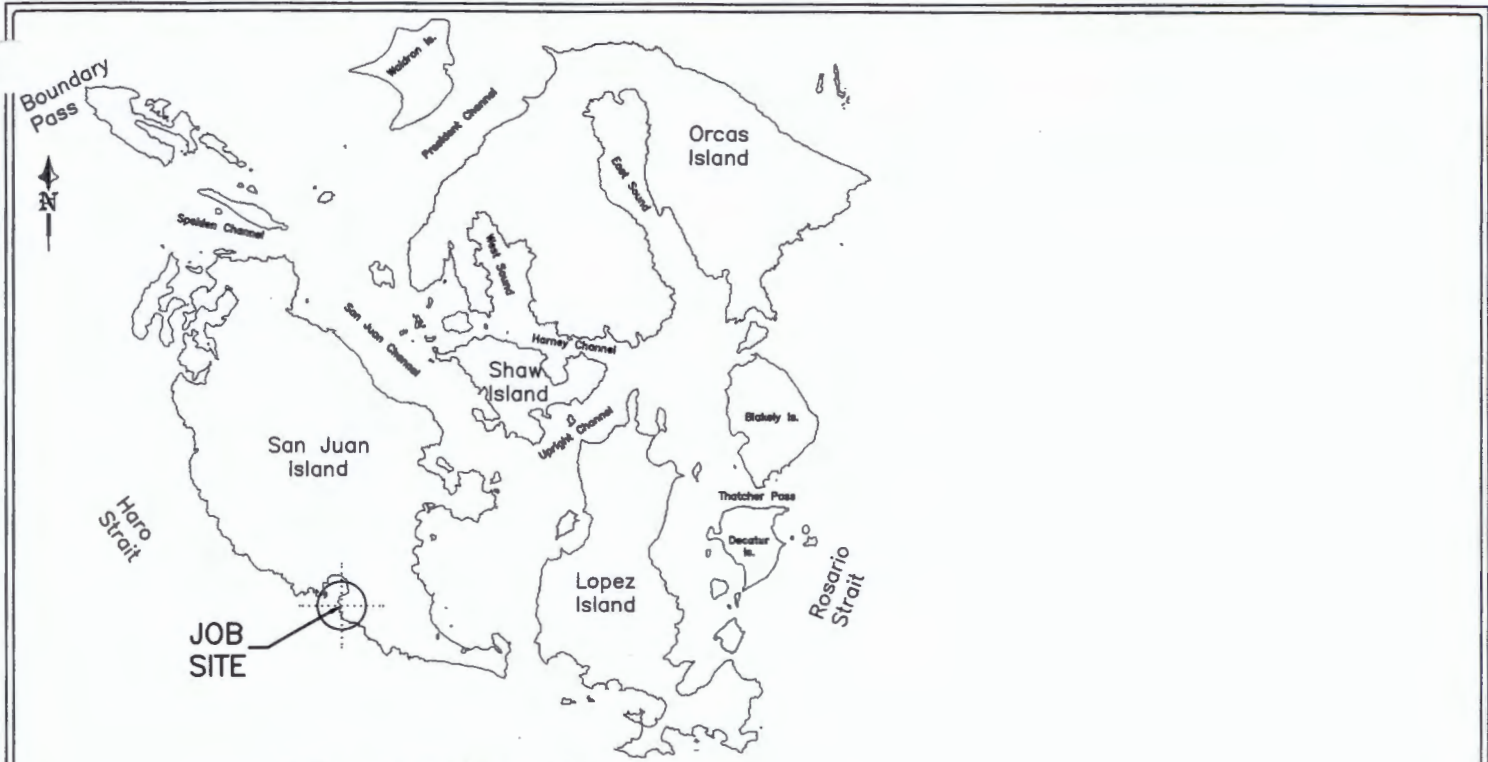 Waldron Is.
Boundary
Pass
President Channel
Orcas
Island
N
East Sound
Speiden Channel
West Sound
San Juan Channel
Harney Channel
Shaw
Island
Upright Channel
Blakely Is.
San Juan
Island
Thatcher Pass
Haro
Strait
Decatur
Is.
Lopez
Island
Rosario
Strait
JOB
SITE